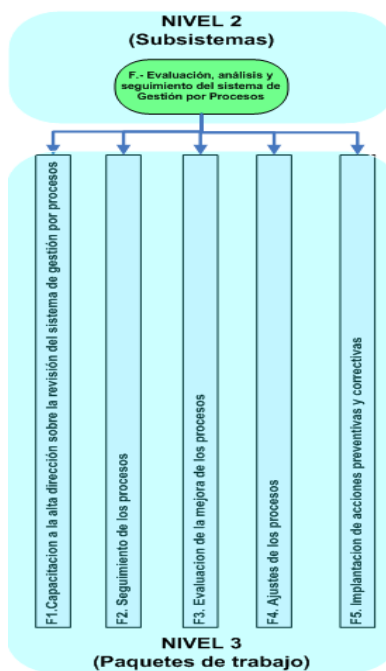 NIVEL 2
(Subsistemas)
F.- Evaluación, análisis y
seguimiento del sistema de
Gestión por Procesos
F1.Capacitacion a la alta dirección sobre la revisión del sistema de gestión por procesos
F2. Seguimiento de los procesos
F3. Evaluacion de la mejora de los procesos
F4. Ajustes de los procesos
F5. Implantacion de acciones preventivas y correctivas
NIVEL 3
(Paquetes de trabajo)